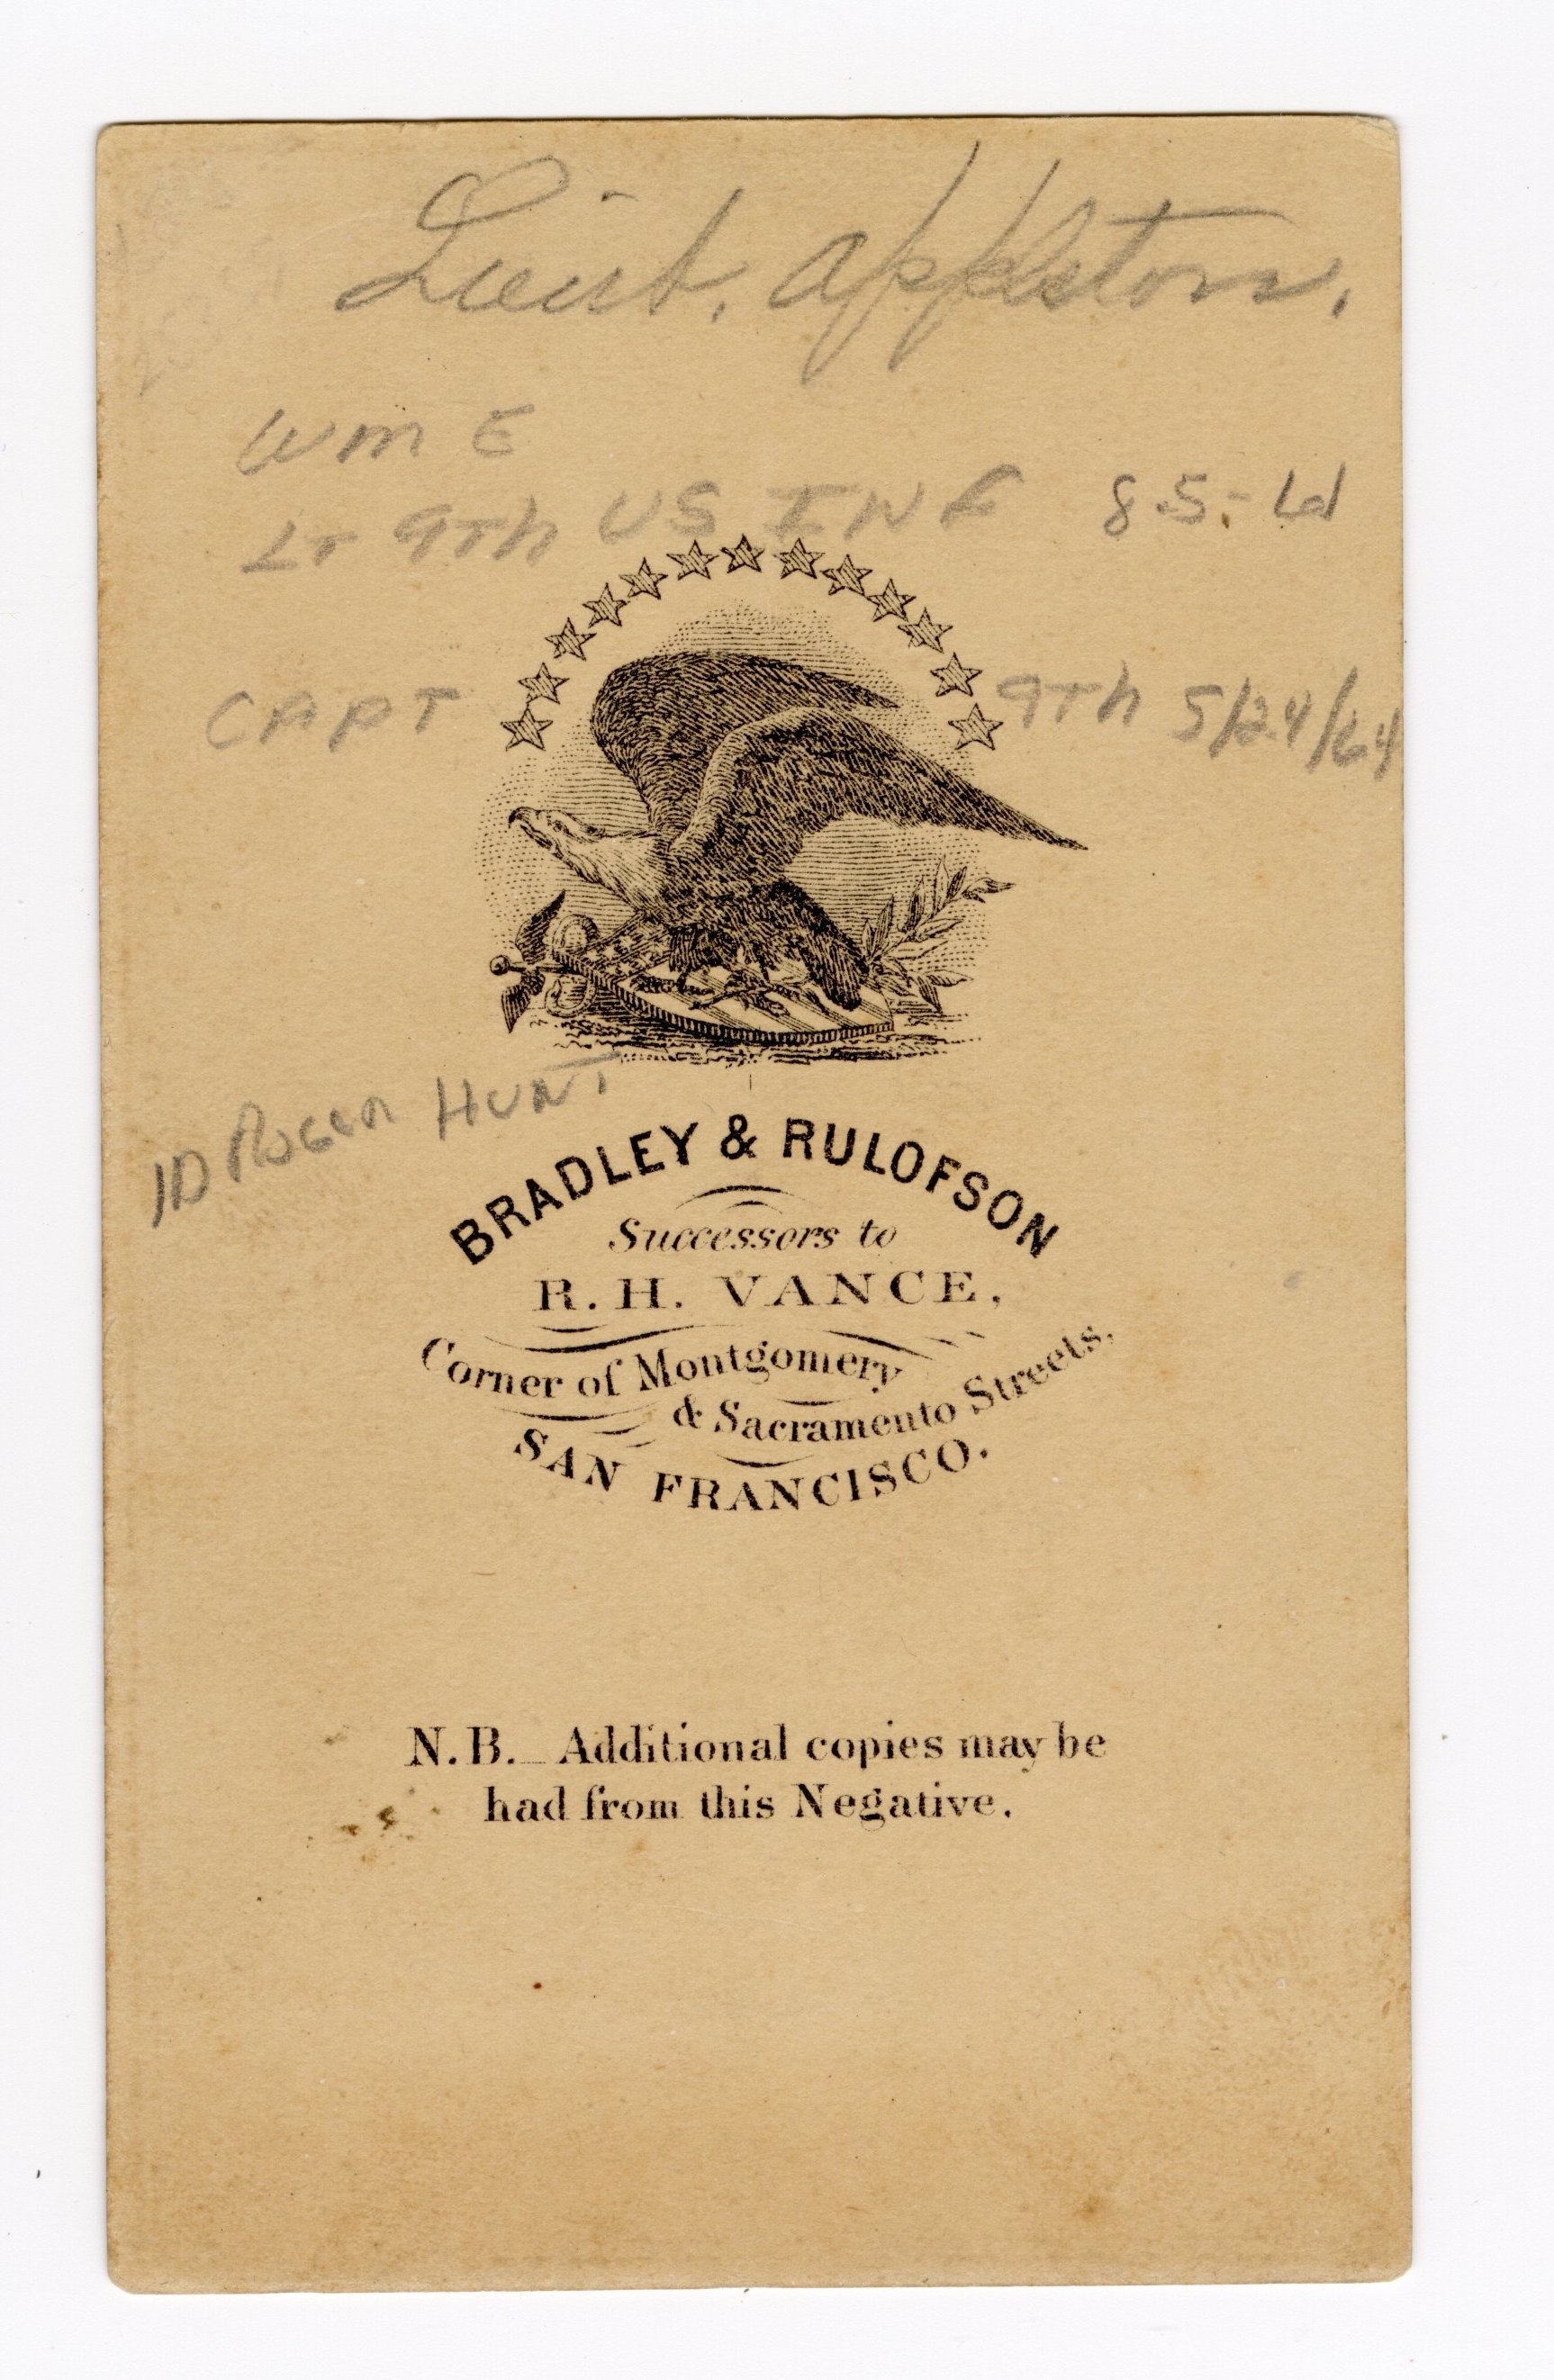 Lieut. Appleton.
Wm E
LT 9Th US INF 8-5-61
CAPT 9Th 5/24/64
ID ROGER HUNT
BRADLEY & RULOFSON
Successors to
R. H. VANCE,
Corner of Montgomery
& Sacramento Streets,
SAN FRANCISCO.
N.B._ Additional copies may be
had from this Negative.